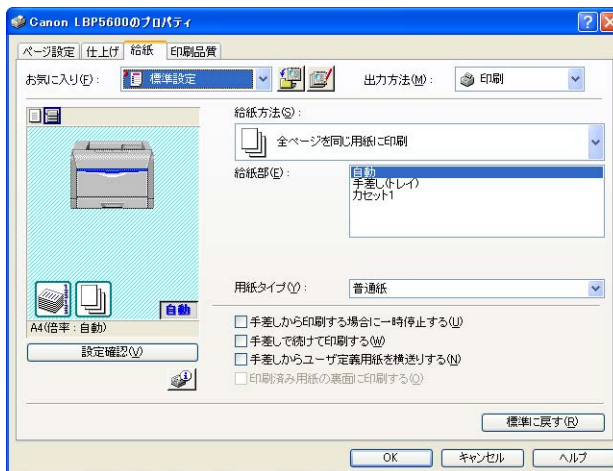 Canon LBP5600のプロパティ
ページ設定 仕上げ 給紙 印刷品質
お気に入り(F): 標準設定 出力方法(M): 印刷
給紙方法(S):
全ページを同じ用紙に印刷
給紙部(E): 自動
手差し(トレイ)
カセット1
自動
A4(倍率:自動)
用紙タイプ(Y): 普通紙
設定確認(V)
手差しから印刷する場合に一時停止する(U)
手差しで続けて印刷する(W)
手差しからユーザ定義用紙を横送りする(N)
印刷済み用紙の裏面に印刷する(O)
標準に戻す(R)
OK キャンセル ヘルプ